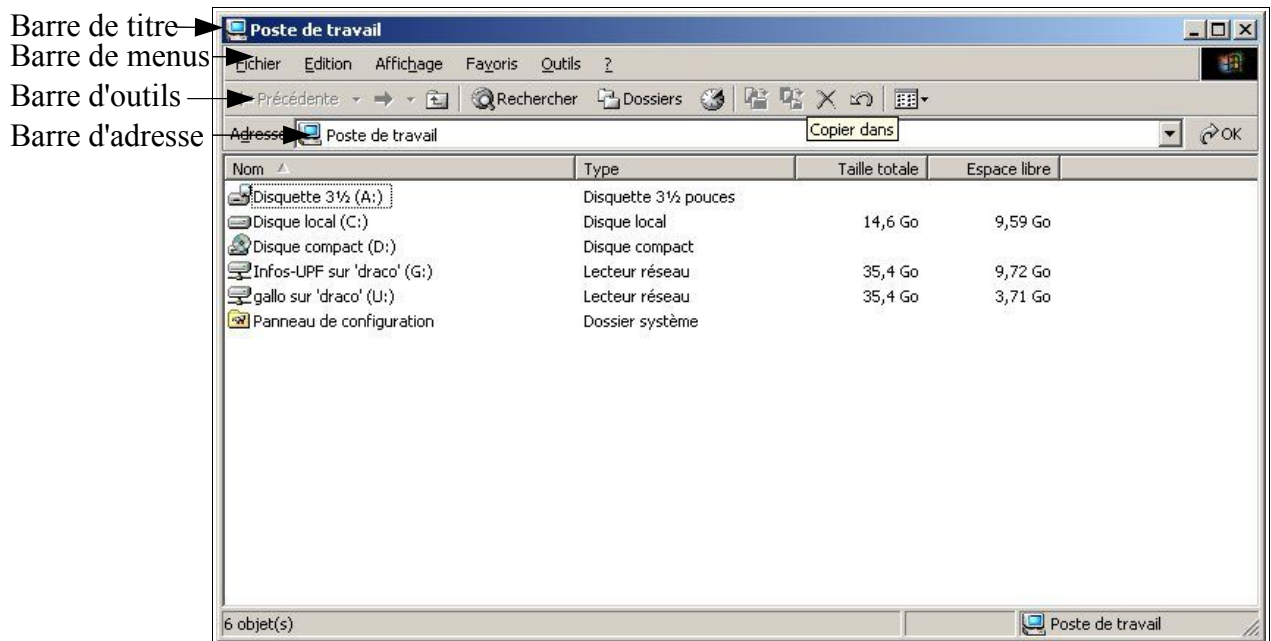 Barre de titre
Poste de travail
Barre de menus
Fichier Edition Affichage Favoris Outils ?
Barre d'outils
Précédente Rechercher Dossiers
Barre d'adresse
Adresse Poste de travail OK
Copier dans
Nom Type Taille totale Espace libre
Disquette 3½ (A:) Disquette 3½ pouces
Disque local (C:) Disque local 14,6 Go 9,59 Go
Disque compact (D:) Disque compact
Infos-UPF sur 'draco' (G:) Lecteur réseau 35,4 Go 9,72 Go
gallo sur 'draco' (U:) Lecteur réseau 35,4 Go 3,71 Go
Panneau de configuration Dossier système
6 objet(s) Poste de travail